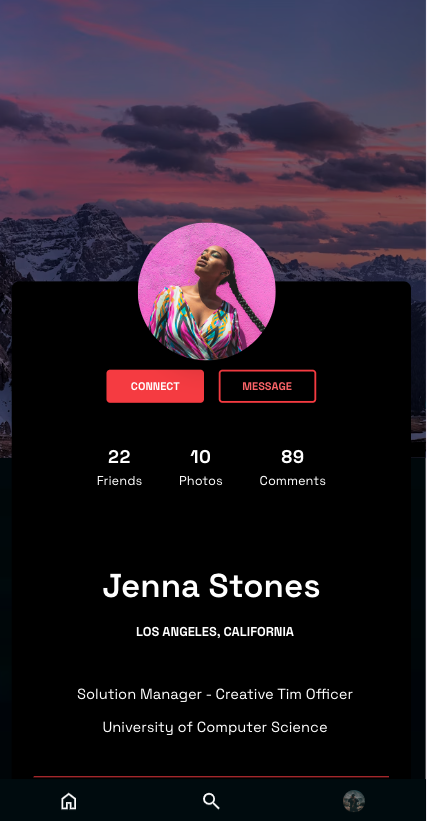 CONNECT MESSAGE
22 10 89
Friends Photos Comments
Jenna Stones
LOS ANGELES, CALIFORNIA
Solution Manager - Creative Tim Officer
University of Computer Science